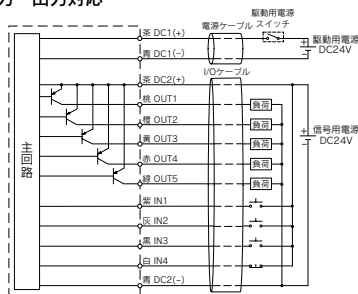 出力対応
茶 DC1(+)
青 DC1(−)
電源ケーブル
駆動用電源
スイッチ
駆動用電源
DC24V
I/Oケーブル
茶 DC2(+)
桃 OUT1
橙 OUT2
黄 OUT3
赤 OUT4
緑 OUT5
紫 IN1
灰 IN2
黒 IN3
白 IN4
青 DC2(−)
負荷
負荷
負荷
負荷
負荷
+
信号用電源
DC24V
+
主回路